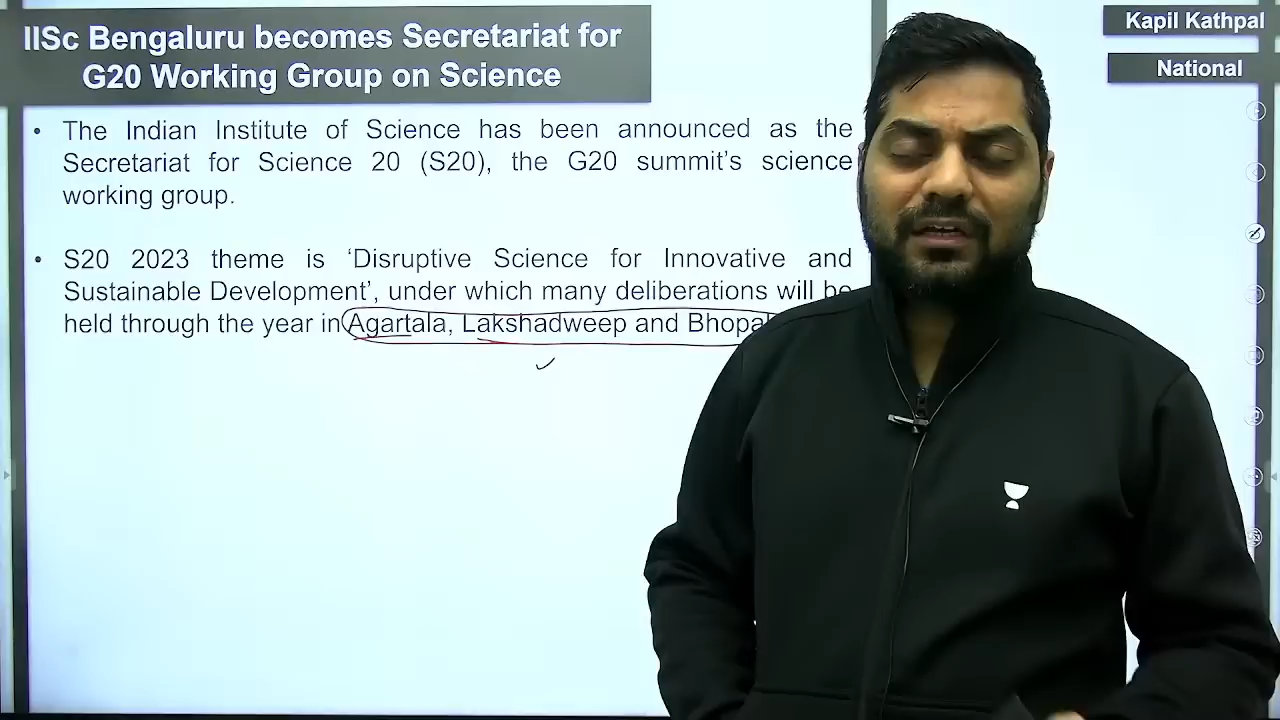 IISc Bengaluru becomes Secretariat for
G20 Working Group on Science
Kapil Kathpal
National
• The Indian Institute of Science has been announced as the
Secretariat for Science 20 (S20), the G20 summit's science
working group.
• S20 2023 theme is 'Disruptive Science for Innovative and
Sustainable Development', under which many deliberations will be
held through the year in Agartala, Lakshadweep and Bhopal